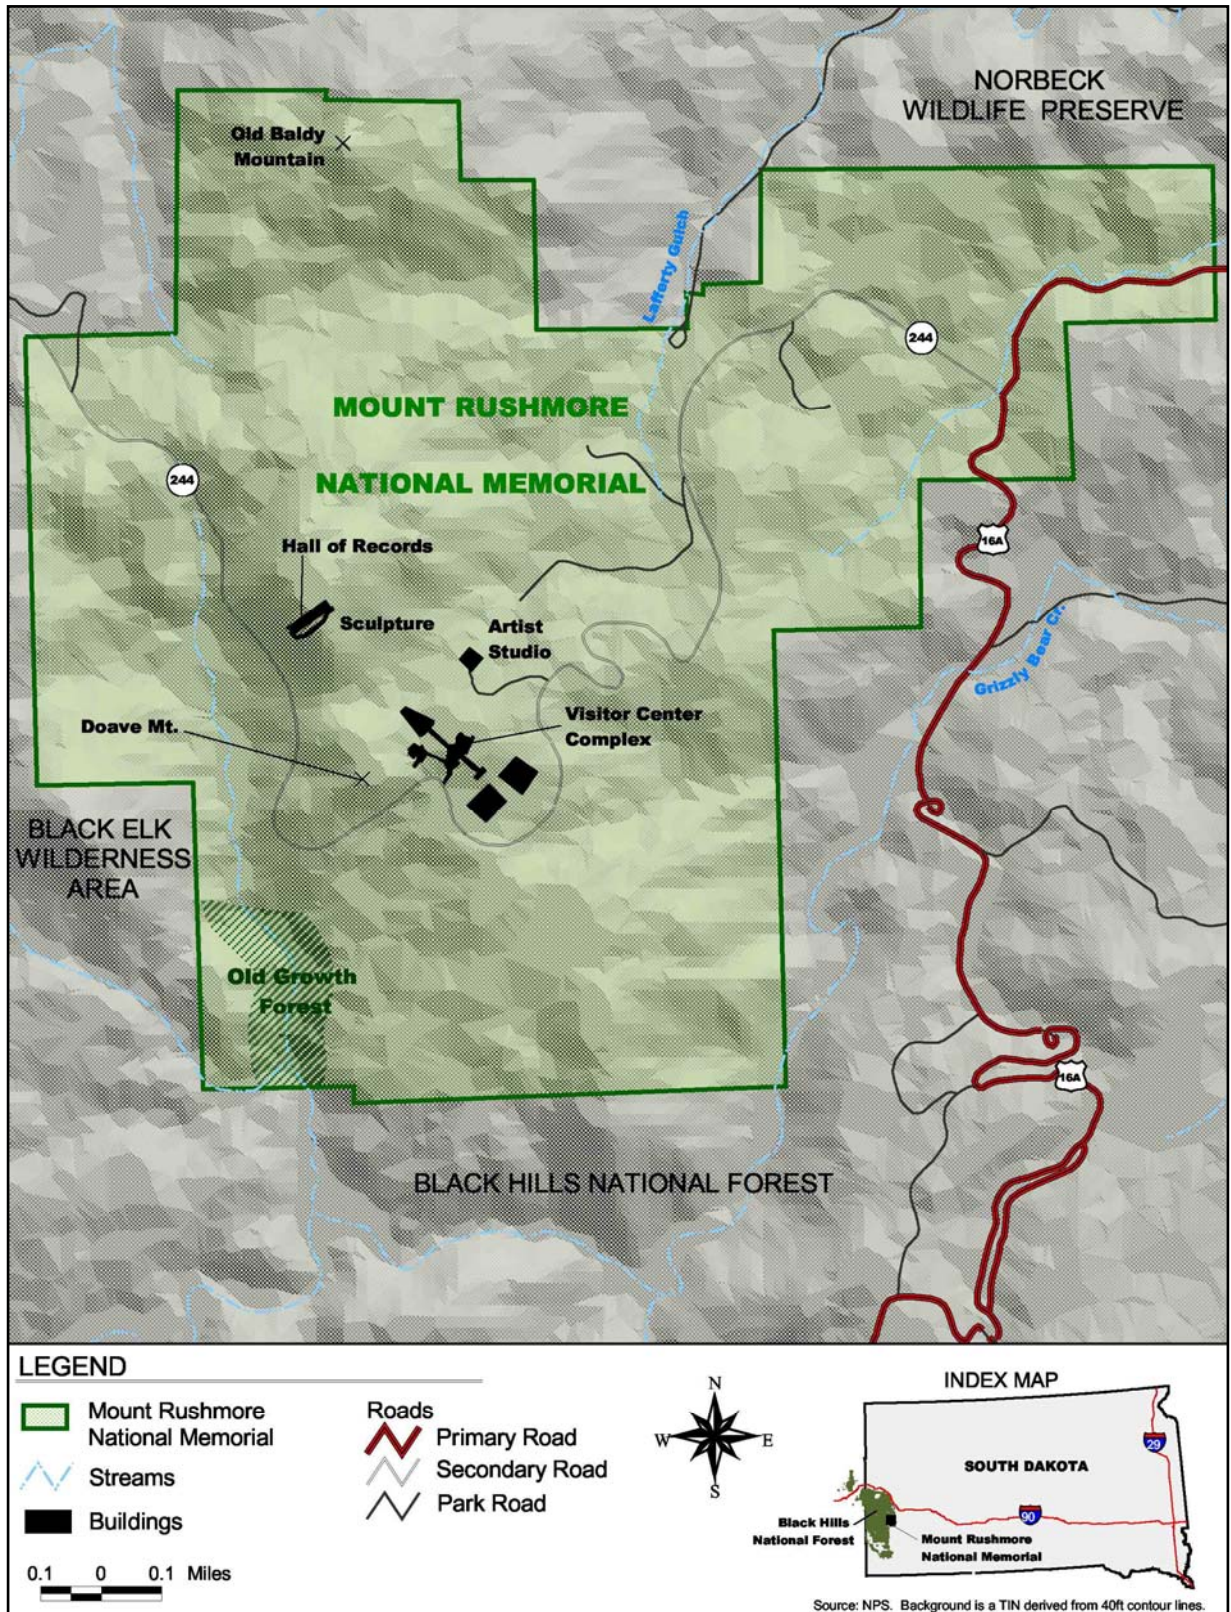 NORBECK
WILDLIFE PRESERVE
Old Baldy
Mountain
Lafferty Gulch
244
MOUNT RUSHMORE
NATIONAL MEMORIAL
244
Hall of Records
16A
Sculpture
Artist
Studio
Grizzly Bear Cr.
Doave Mt.
Visitor Center
Complex
BLACK ELK
WILDERNESS
AREA
Old Growth
Forest
16A
BLACK HILLS NATIONAL FOREST
LEGEND
Mount Rushmore
National Memorial
Streams
Buildings
0.1 0 0.1 Miles
Roads
Primary Road
Secondary Road
Park Road
N
W E
S
INDEX MAP
29
SOUTH DAKOTA
90
Black Hills
National Forest
Mount Rushmore
National Memorial
Source: NPS. Background is a TIN derived from 40ft contour lines.